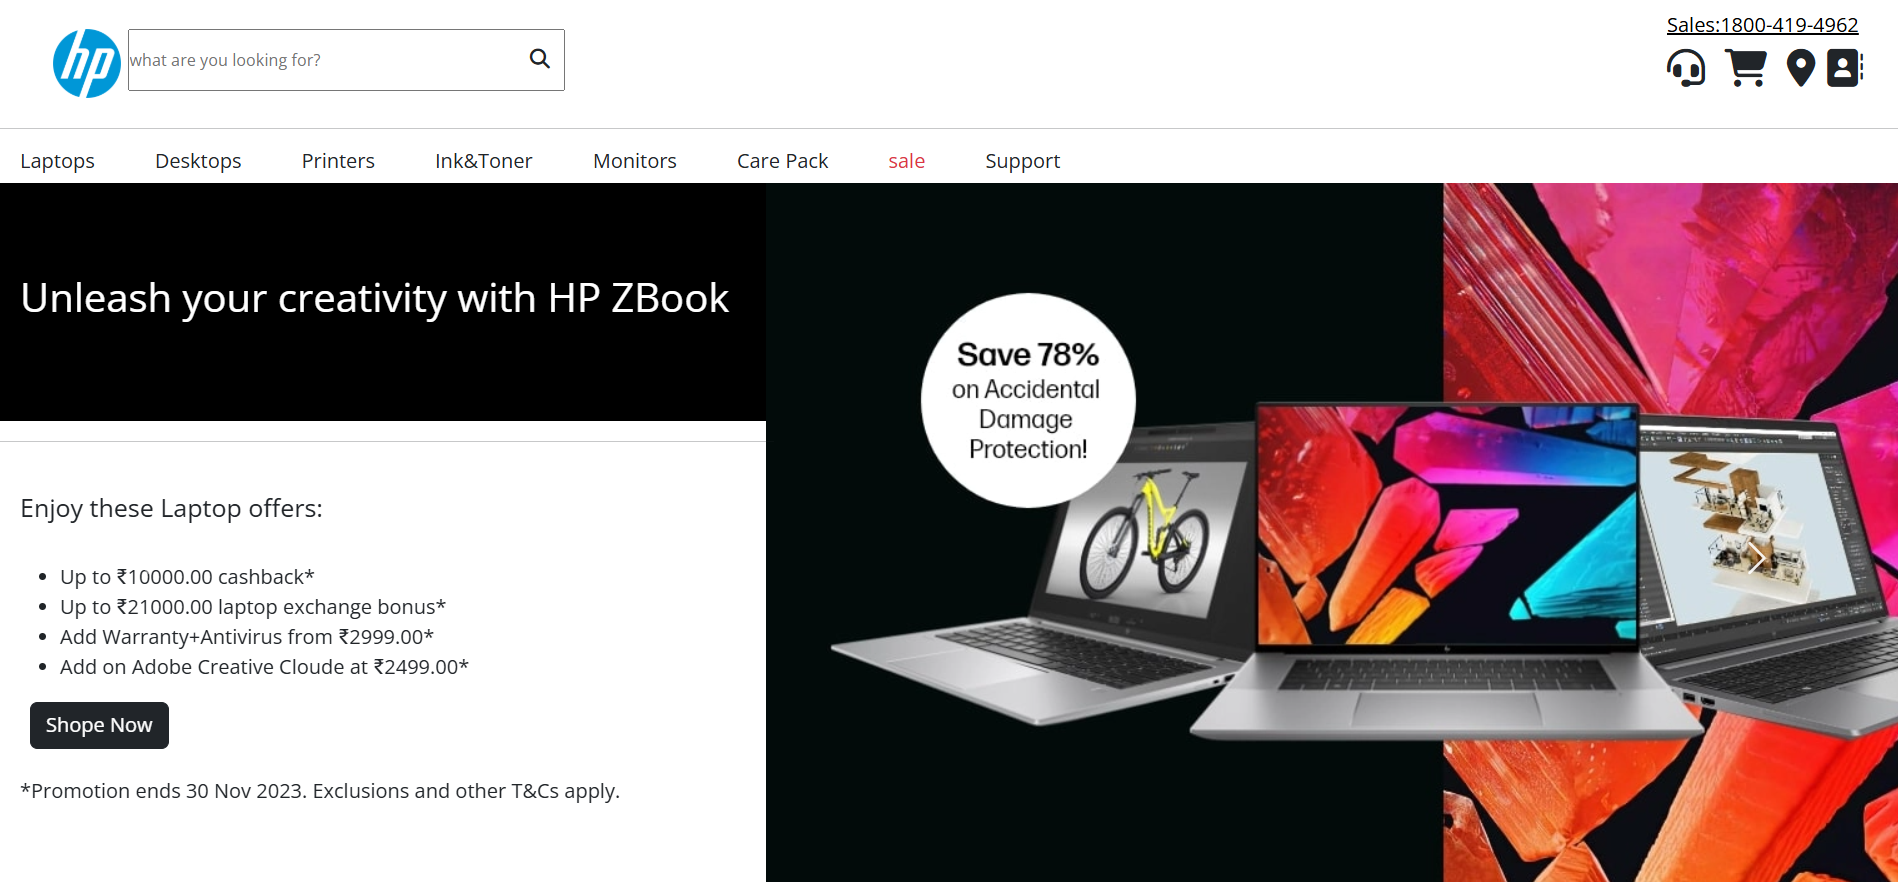 Sales:1800-419-4962
hp
what are you looking for?
Laptops Desktops Printers Ink&Toner Monitors Care Pack sale Support
Unleash your creativity with HP ZBook
Save 78%
on Accidental
Damage
Protection!
Enjoy these Laptop offers:
Up to ₹10000.00 cashback*
Up to ₹21000.00 laptop exchange bonus*
Add Warranty+Antivirus from ₹2999.00*
Add on Adobe Creative Cloude at ₹2499.00*
Shope Now
*Promotion ends 30 Nov 2023. Exclusions and other T&Cs apply.